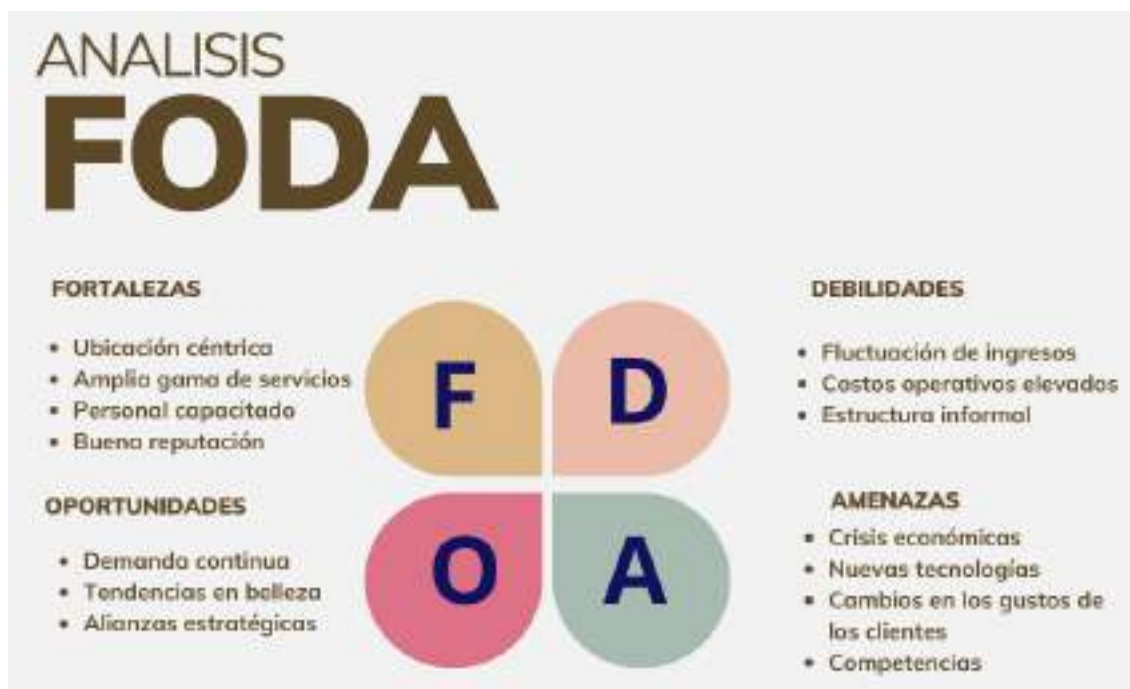 ANALISIS
FODA
FORTALEZAS
• Ubicación céntrica
• Amplia gama de servicios
• Personal capacitado
• Buena reputación
DEBILIDADES
• Fluctuación de ingresos
• Costos operativos elevados
• Estructura informal
F
D
O
A
OPORTUNIDADES
• Demanda continua
• Tendencias en belleza
• Alianzas estratégicas
AMENAZAS
• Crisis económicas
• Nuevas tecnologías
• Cambios en los gustos de
los clientes
• Competencias